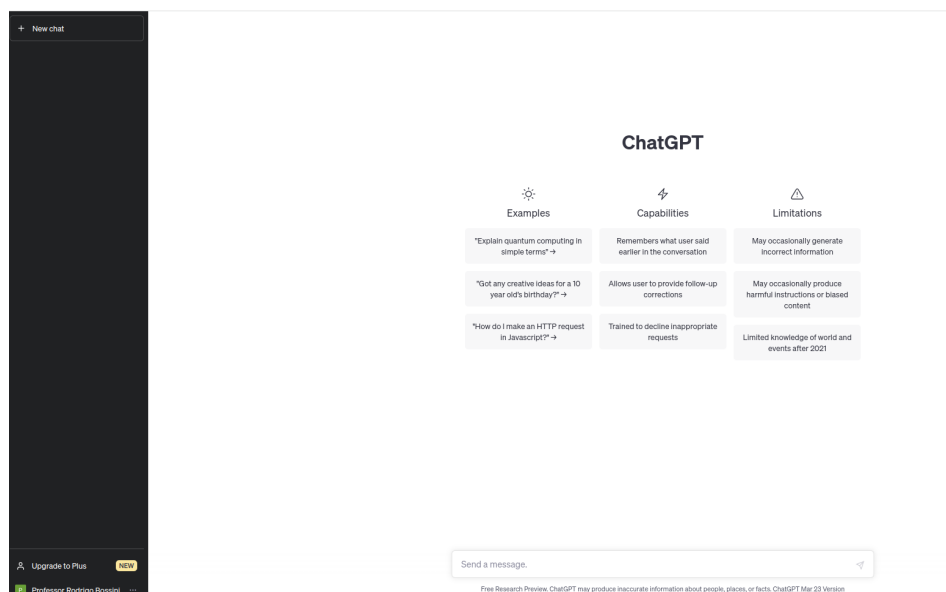 + New chat
ChatGPT
Examples
Capabilities
Limitations
"Explain quantum computing in
simple terms" →
Remembers what user said
earlier in the conversation
May occasionally generate
incorrect information
"Got any creative ideas for a 10
year old's birthday?" →
Allows user to provide follow-up
corrections
May occasionally produce
harmful instructions or biased
content
"How do I make an HTTP request
in Javascript?" →
Trained to decline inappropriate
requests
Limited knowledge of world and
events after 2021
Upgrade to Plus NEW
P Professor Rodrigo Rossini ...
Send a message.
Free Research Preview. ChatGPT may produce inaccurate information about people, places, or facts. ChatGPT Mar 23 Version